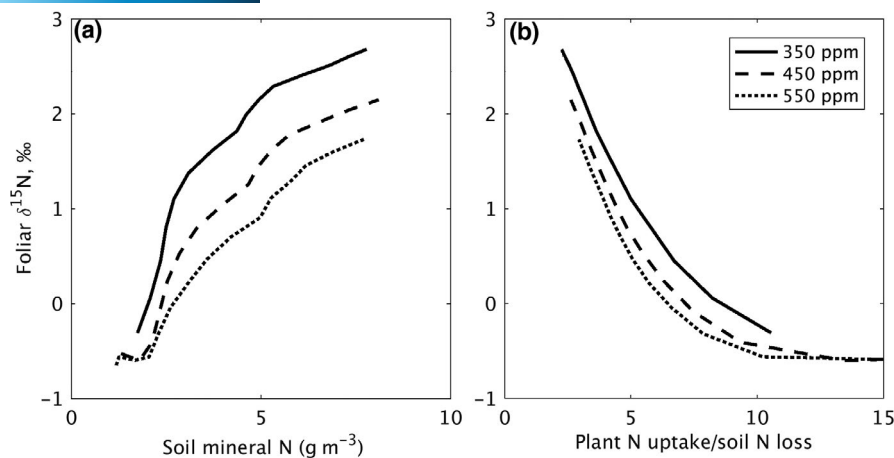 (a)
3
2
1
0
−1
Foliar δ¹⁵N, ‰
0
5
10
Soil mineral N (g m⁻³)
(b)
350 ppm
450 ppm
550 ppm
3
2
1
0
−1
0
5
10
15
Plant N uptake/soil N loss